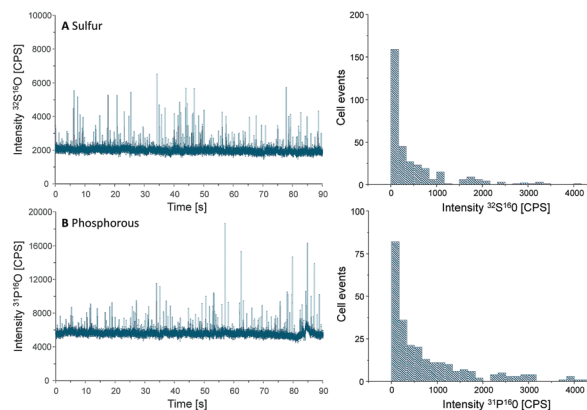 A Sulfur
Intensity ³²S¹⁶O [CPS]
10000
8000
6000
4000
2000
0
0 10 20 30 40 50 60 70 80 90
Time [s]
Cell events
200
150
100
50
0
0 1000 2000 3000 4000
Intensity ³²S¹⁶0 [CPS]
B Phosphorous
Intensity ³¹P¹⁶O [CPS]
20000
16000
12000
8000
4000
0
0 10 20 30 40 50 60 70 80 90
Time [s]
Cell events
100
75
50
25
0
0 1000 2000 3000 4000
Intensity ³¹P¹⁶0 [CPS]